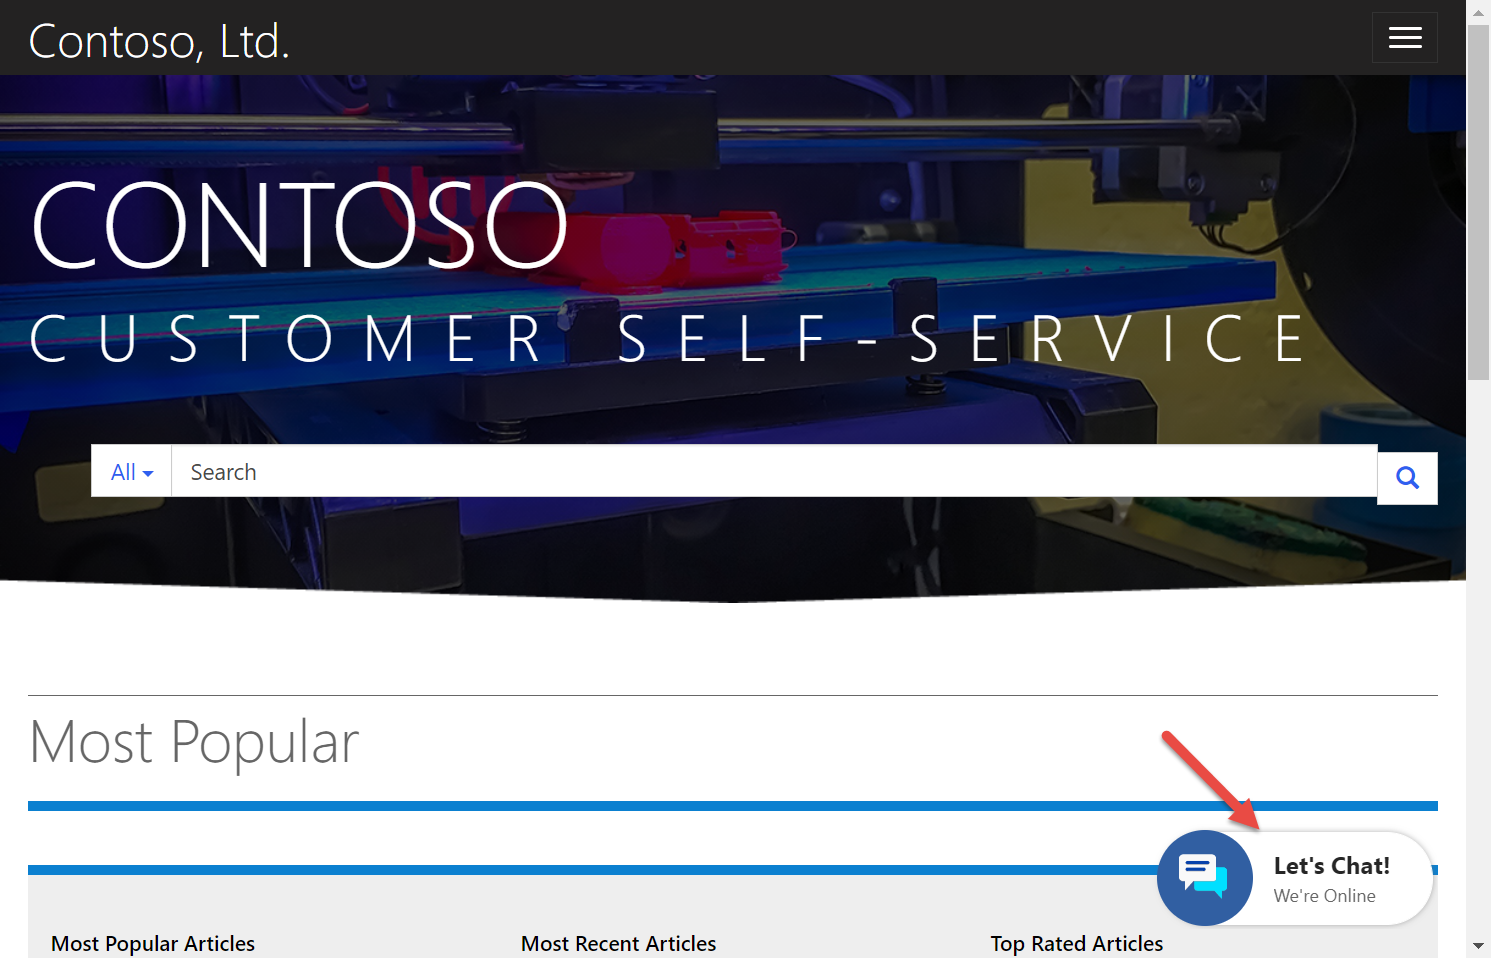 Contoso, Ltd.
CONTOSO
CUSTOMER SELF-SERVICE
All
Search
Most Popular
Let's Chat!
We're Online
Most Popular Articles
Most Recent Articles
Top Rated Articles